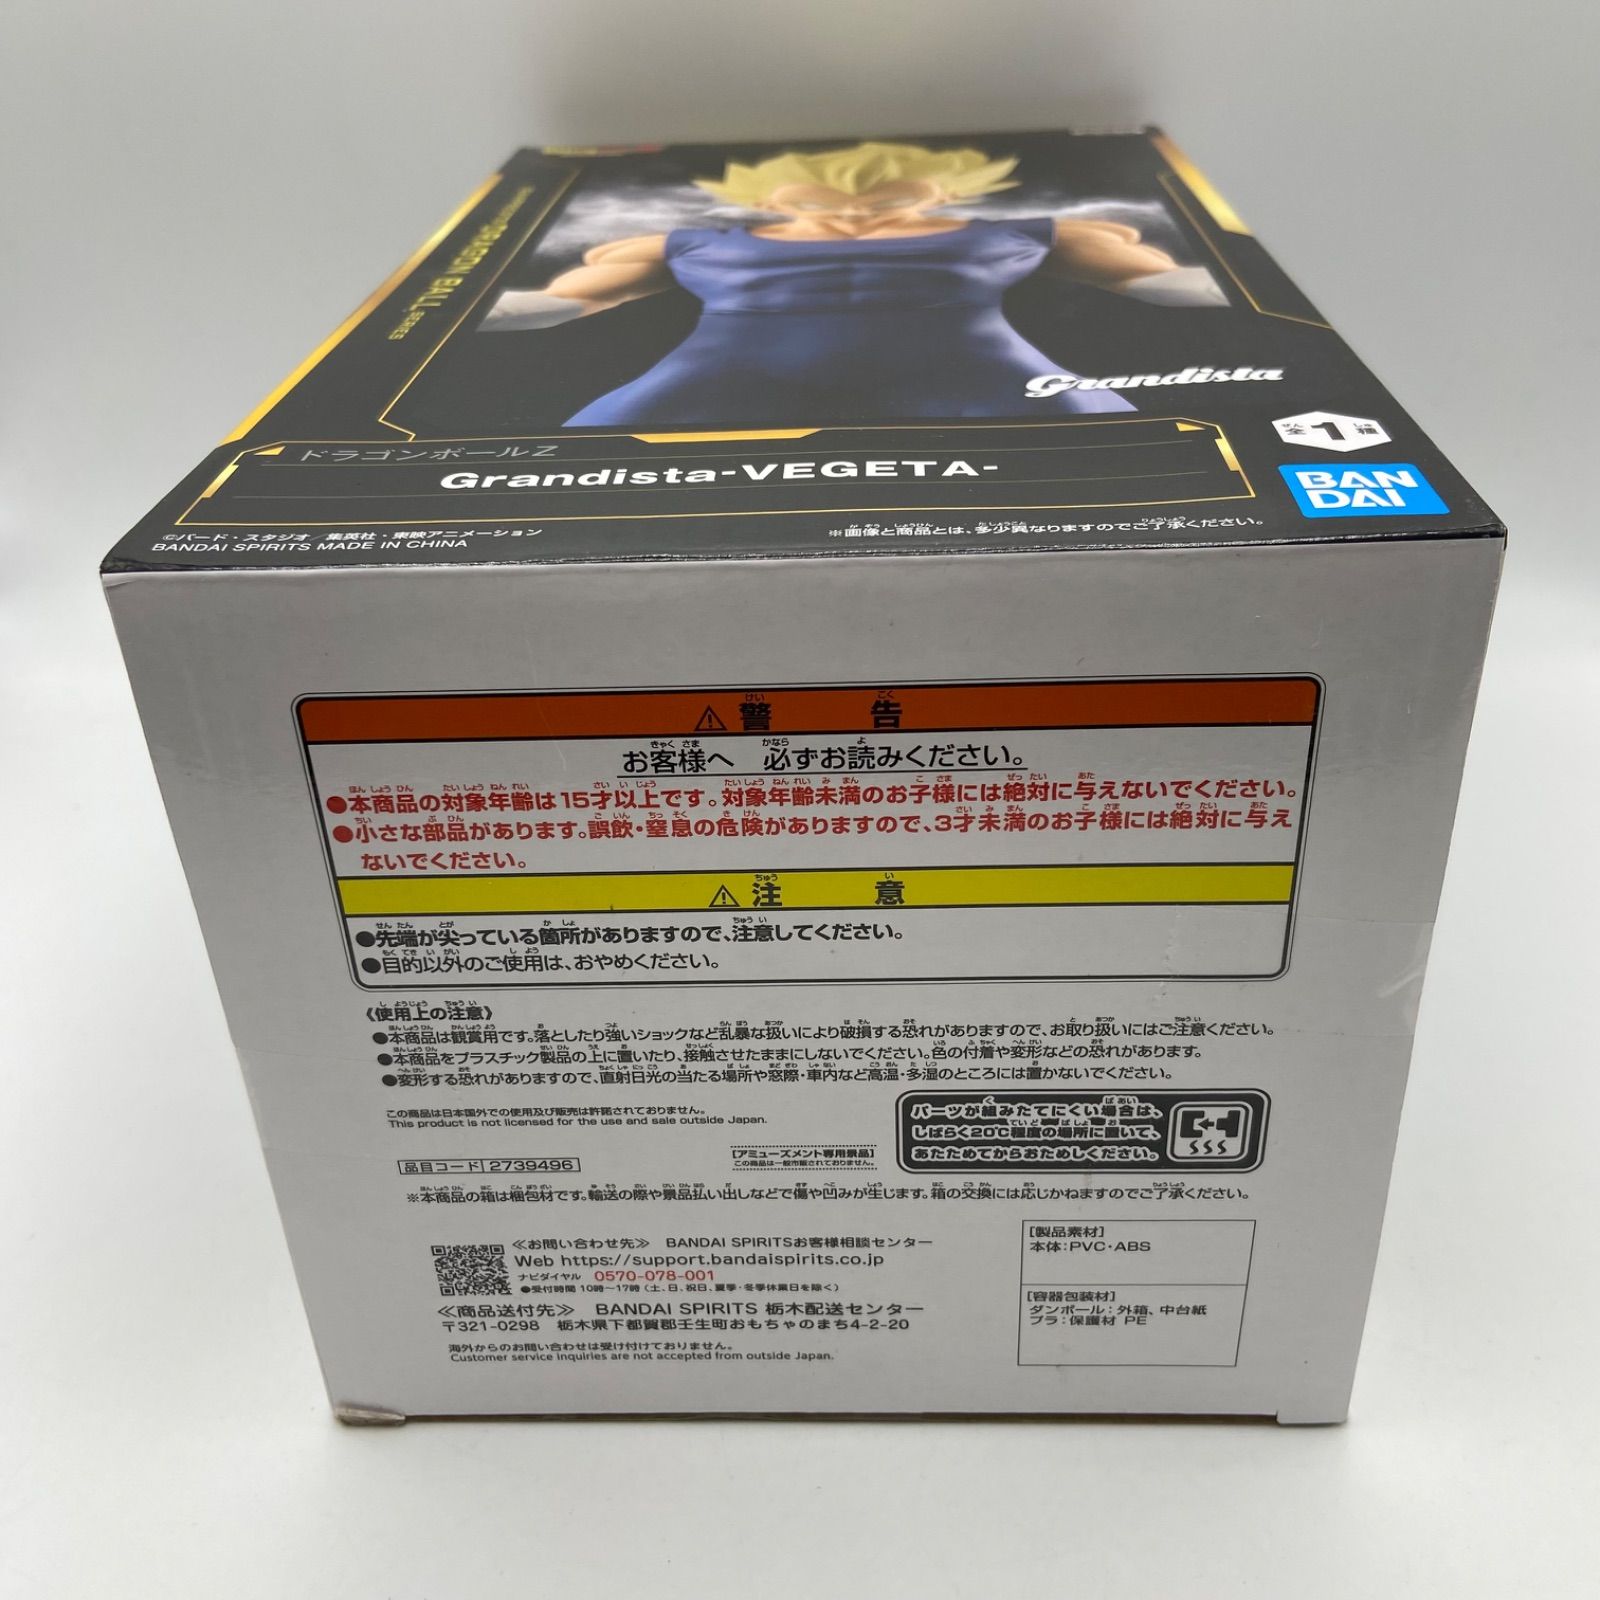 DRAGON BALL SERIES
Grandista
ぜん しゅ
全1種
BAN
DAI
ドラゴンボールZ
Grandista-VEGETA-
©バード・スタジオ/集英社・東映アニメーション
BANDAI SPIRITS MADE IN CHINA
※画像と商品とは、多少異なりますのでご了承ください。
⚠警告
お客様へ 必ずお読みください。
●本商品の対象年齢は15才以上です。対象年齢未満のお子様には絶対に与えないでください。
●小さな部品があります。誤飲・窒息の危険がありますので、3才未満のお子様には絶対に与え
ないでください。
⚠注意
●先端が尖っている箇所がありますので、注意してください。
●目的以外のご使用は、おやめください。
《使用上の注意》
●本商品は観賞用です。落としたり強いショックなど乱暴な扱いにより破損する恐れがありますので、お取り扱いにはご注意ください。
●本商品をプラスチック製品の上に置いたり、接触させたままにしないでください。色の付着や変形などの恐れがあります。
●変形する恐れがありますので、直射日光の当たる場所や窓際・車内など高温・多湿のところには置かないでください。
この商品は日本国外での使用及び販売は許諾されておりません。
This product is not licensed for the use and sale outside Japan.
パーツが組みたてにくい場合は、
しばらく20℃程度の場所に置いて、
あたためてからおためしください。
[アミューズメント専用景品]
この商品は一般市販されておりません。
品目コード 2739496
※本商品の箱は梱包材です。輸送の際や景品払い出しなどで傷や凹みが生じます。箱の交換には応じかねますのでご了承ください。
≪お問い合わせ先≫ BANDAI SPIRITSお客様相談センター
Web https://support.bandaispirits.co.jp
ナビダイヤル 0570-078-001
●受付時間 10時〜17時(土、日、祝日、夏季・冬季休業日を除く)
≪商品送付先≫ BANDAI SPIRITS 栃木配送センター
〒321-0298 栃木県下都賀郡壬生町おもちゃのまち4-2-20
海外からのお問い合わせは受け付けておりません。
Customer service inquiries are not accepted from outside Japan.
[製品素材]
本体:PVC・ABS
[容器包装材]
ダンボール:外箱、中台紙
プラ:保護材 PE